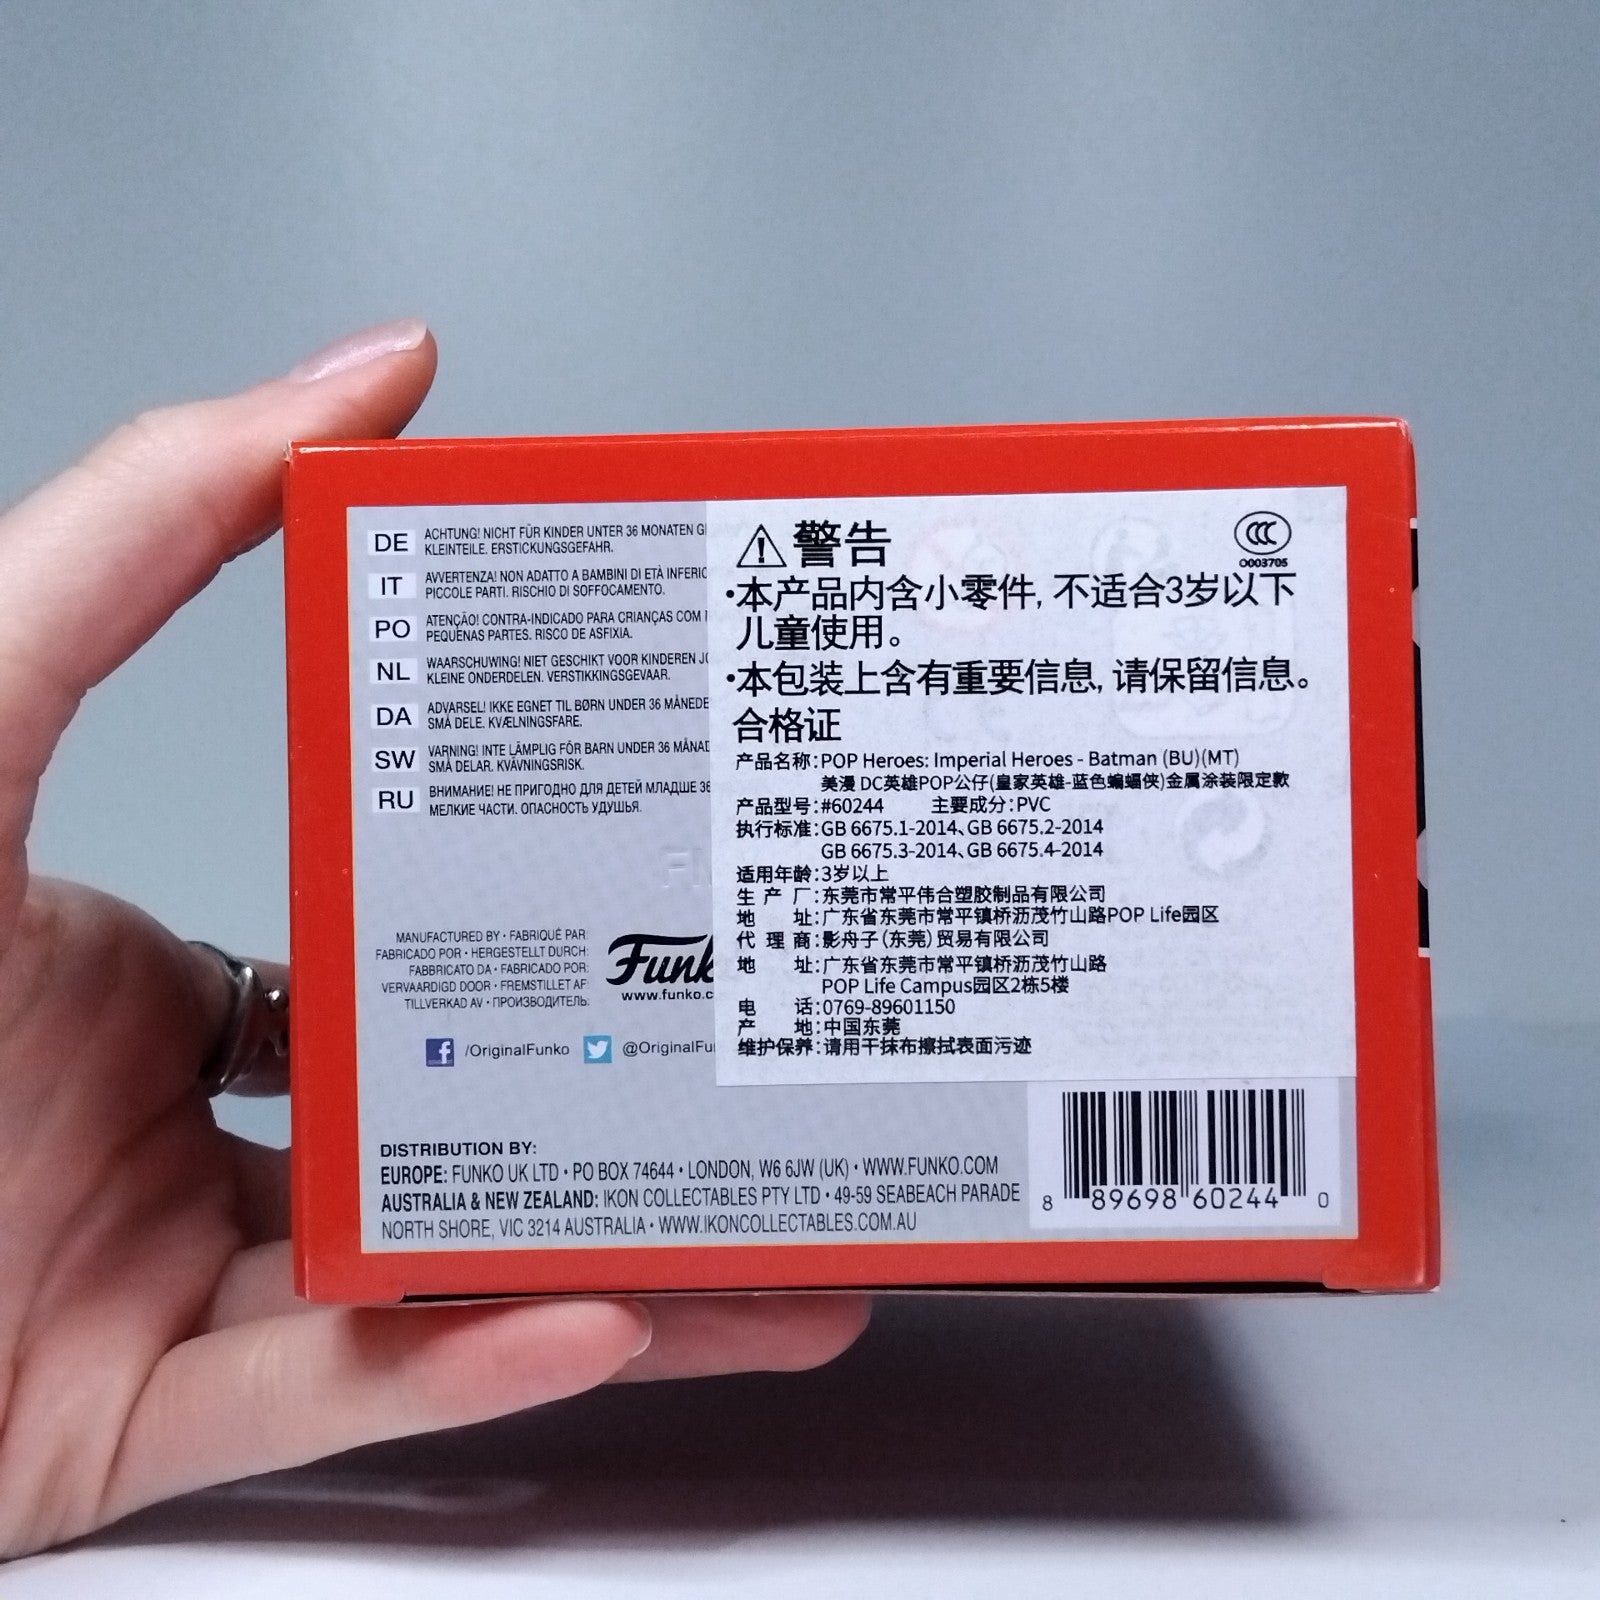 DE ACHTUNG! NICHT FÜR KINDER UNTER 36 MONATEN
KLEINTEILE. ERSTICKUNGSGEFAHR.
IT AVVERTENZA! NON ADATTO A BAMBINI DI ETÀ
PICCOLE PARTI. RISCHIO DI SOFFOCAMENTO.
PO ATENÇÃO! CONTRA-INDICADO PARA CRIANÇAS COM
PEQUENAS PARTES. RISCO DE ASFIXIA.
NL WAARSCHUWING! NIET GESCHIKT VOOR KINDEREN
KLEINE ONDERDELEN. VERSTIKKINGSGEVAAR.
DA ADVARSEL! IKKE EGNET TIL BØRN UNDER 36
SMÅ DELE. KVÆLNINGSFARE.
SW VARNING! INTE LÄMPLIG FÖR BARN UNDER 36
SMÅ DELAR. KVÄVNINGSRISK.
RU ВНИМАНИЕ! НЕ ПРИГОДНО ДЛЯ ДЕТЕЙ МЛАДШЕ 36
МЕЛКИЕ ЧАСТИ. ОПАСНОСТЬ УДУШЬЯ.
MANUFACTURED BY • FABRIQUÉ PAR
FABRICADO POR • HERGESTELLT DURCH:
FABBRICATO DA • FABRICADO POR:
VERVAARDIGD DOOR • FREMSTILLET AF
TILLVERKAD AV • ПРОИЗВОДИТЕЛЬ:
Funk
www.funko.c
/OriginalFunko @OriginalFu
警告
CCC
0003705
•本产品内含小零件, 不适合3岁以下
儿童使用。
•本包装上含有重要信息, 请保留信息。
合格证
产品名称:POP Heroes: Imperial Heroes - Batman (BU)(MT)
美漫 DC英雄POP公仔(皇家英雄-蓝色蝙蝠侠)金属涂装限定款
产品型号:#60244 主要成分:PVC
执行标准:GB 6675.1-2014、GB 6675.2-2014
GB 6675.3-2014、GB 6675.4-2014
适用年龄:3岁以上
生 产 厂:东莞市常平伟合塑胶制品有限公司
地 址:广东省东莞市常平镇桥沥茂竹山路POP Life园区
代 理 商:影舟子(东莞)贸易有限公司
地 址:广东省东莞市常平镇桥沥茂竹山路
POP Life Campus园区2栋5楼
电 话:0769-89601150
产 地:中国东莞
维护保养:请用干抹布擦拭表面污迹
DISTRIBUTION BY:
EUROPE: FUNKO UK LTD • PO BOX 74644 • LONDON, W6 6JW (UK) • WWW.FUNKO.COM
AUSTRALIA & NEW ZEALAND: IKON COLLECTABLES PTY LTD • 49-59 SEABEACH PARADE
NORTH SHORE, VIC 3214 AUSTRALIA • WWW.IKONCOLLECTABLES.COM.AU
8 89698 60244 0